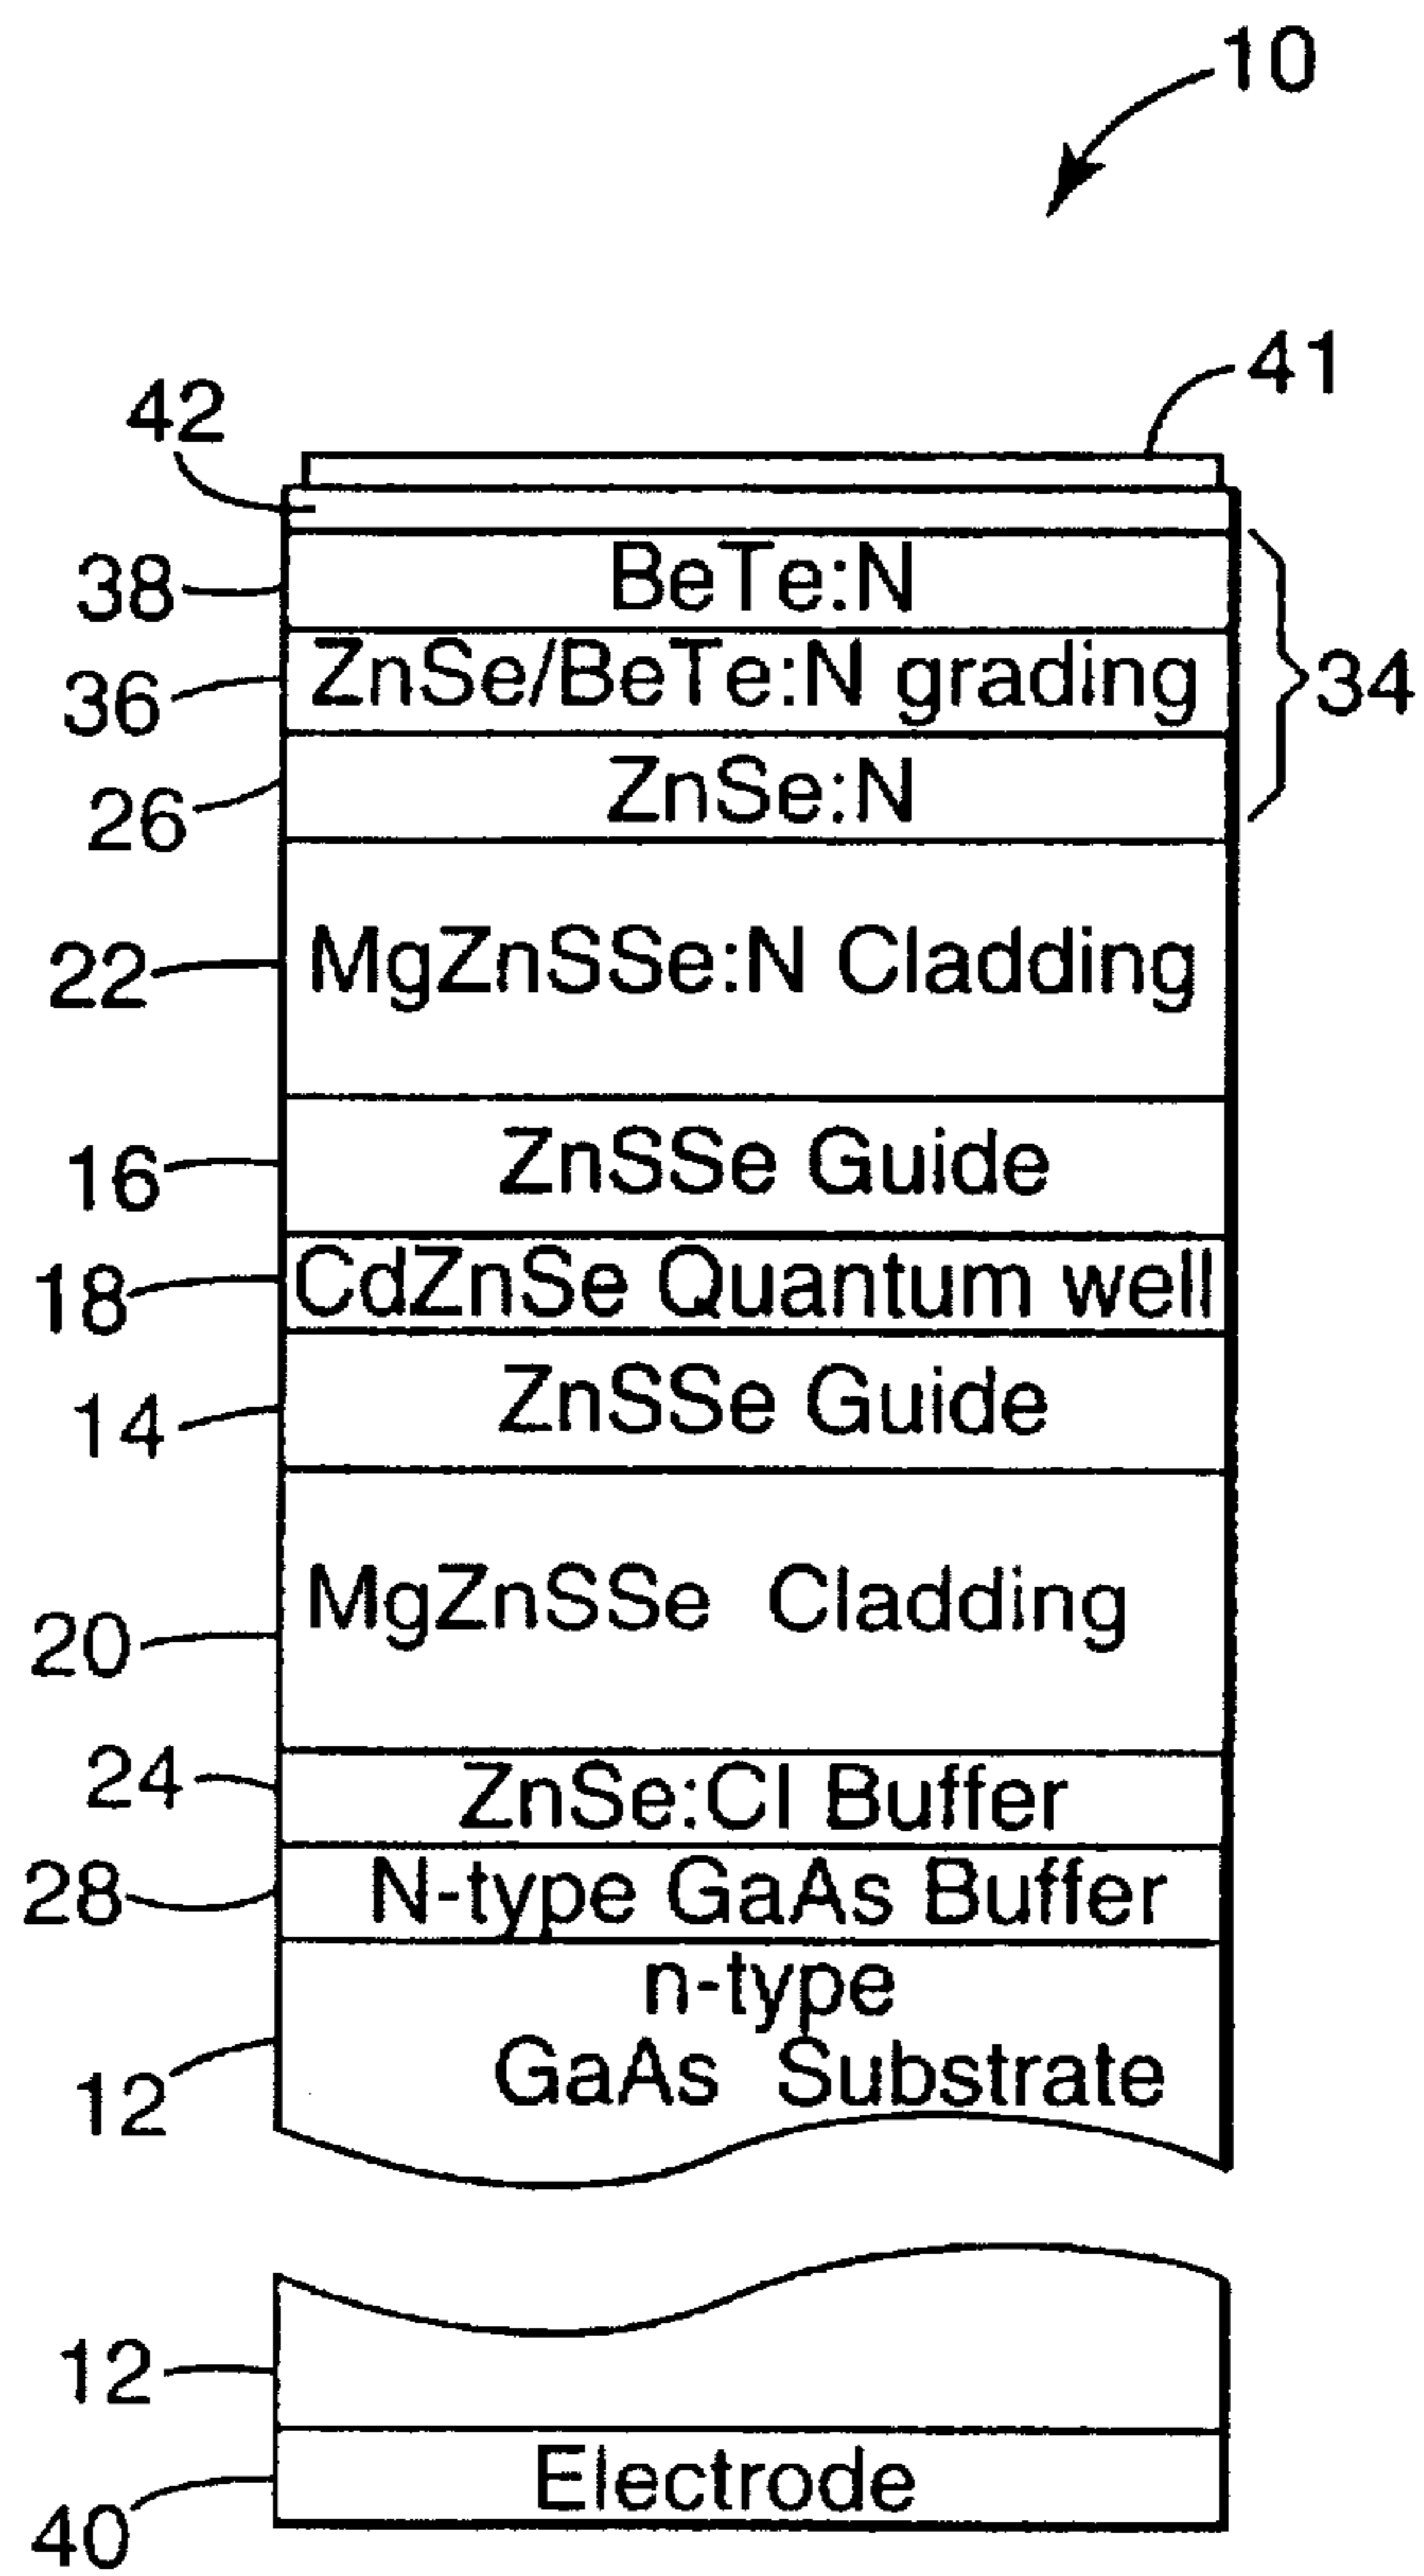 10
41
42
38 BeTe:N
36 ZnSe/BeTe:N grading
34
26 ZnSe:N
22 MgZnSSe:N Cladding
16 ZnSSe Guide
18 CdZnSe Quantum well
14 ZnSSe Guide
20 MgZnSSe Cladding
24 ZnSe:Cl Buffer
28 N-type GaAs Buffer
n-type
12 GaAs Substrate
12
40 Electrode